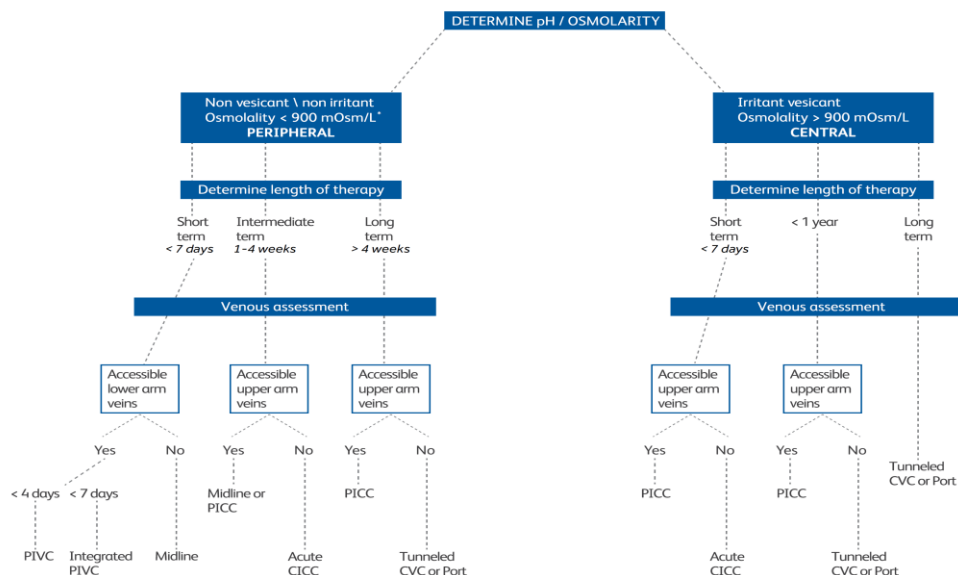 DETERMINE pH / OSMOLARITY
Non vesicant \ non irritant
Osmolality < 900 mOsm/L*
PERIPHERAL
Irritant vesicant
Osmolality > 900 mOsm/L
CENTRAL
Determine length of therapy
Determine length of therapy
Short
term
< 7 days
Intermediate
term
1-4 weeks
Long
term
> 4 weeks
Short
term
< 7 days
< 1 year
Long
term
Venous assessment
Venous assessment
Accessible
lower arm
veins
Accessible
upper arm
veins
Accessible
upper arm
veins
Accessible
upper arm
veins
Accessible
upper arm
veins
Yes
No
Yes
No
Yes
No
Yes
No
Yes
No
Tunneled
CVC or Port
< 4 days
< 7 days
Midline or
PICC
PICC
PICC
PICC
PIVC
Integrated
PIVC
Midline
Acute
CICC
Tunneled
CVC or Port
Acute
CICC
Tunneled
CVC or Port